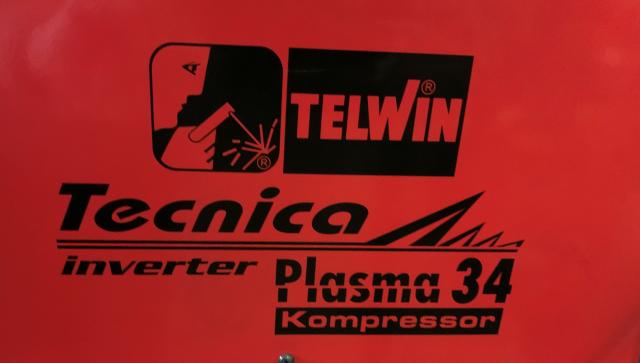 TELWIN®
®
Tecnica
inverter Plasma 34
Kompressor